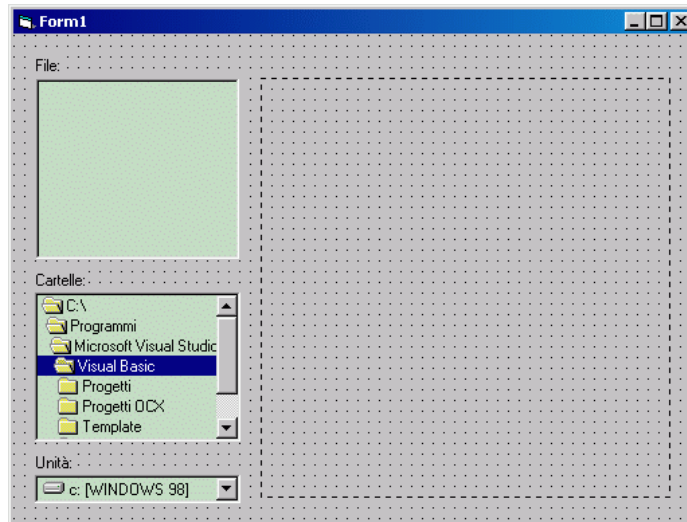 Form1
File:
Cartelle:
C:\
Programmi
Microsoft Visual Studio
Visual Basic
Progetti
Progetti OCX
Template
Unità:
c: [WINDOWS 98]